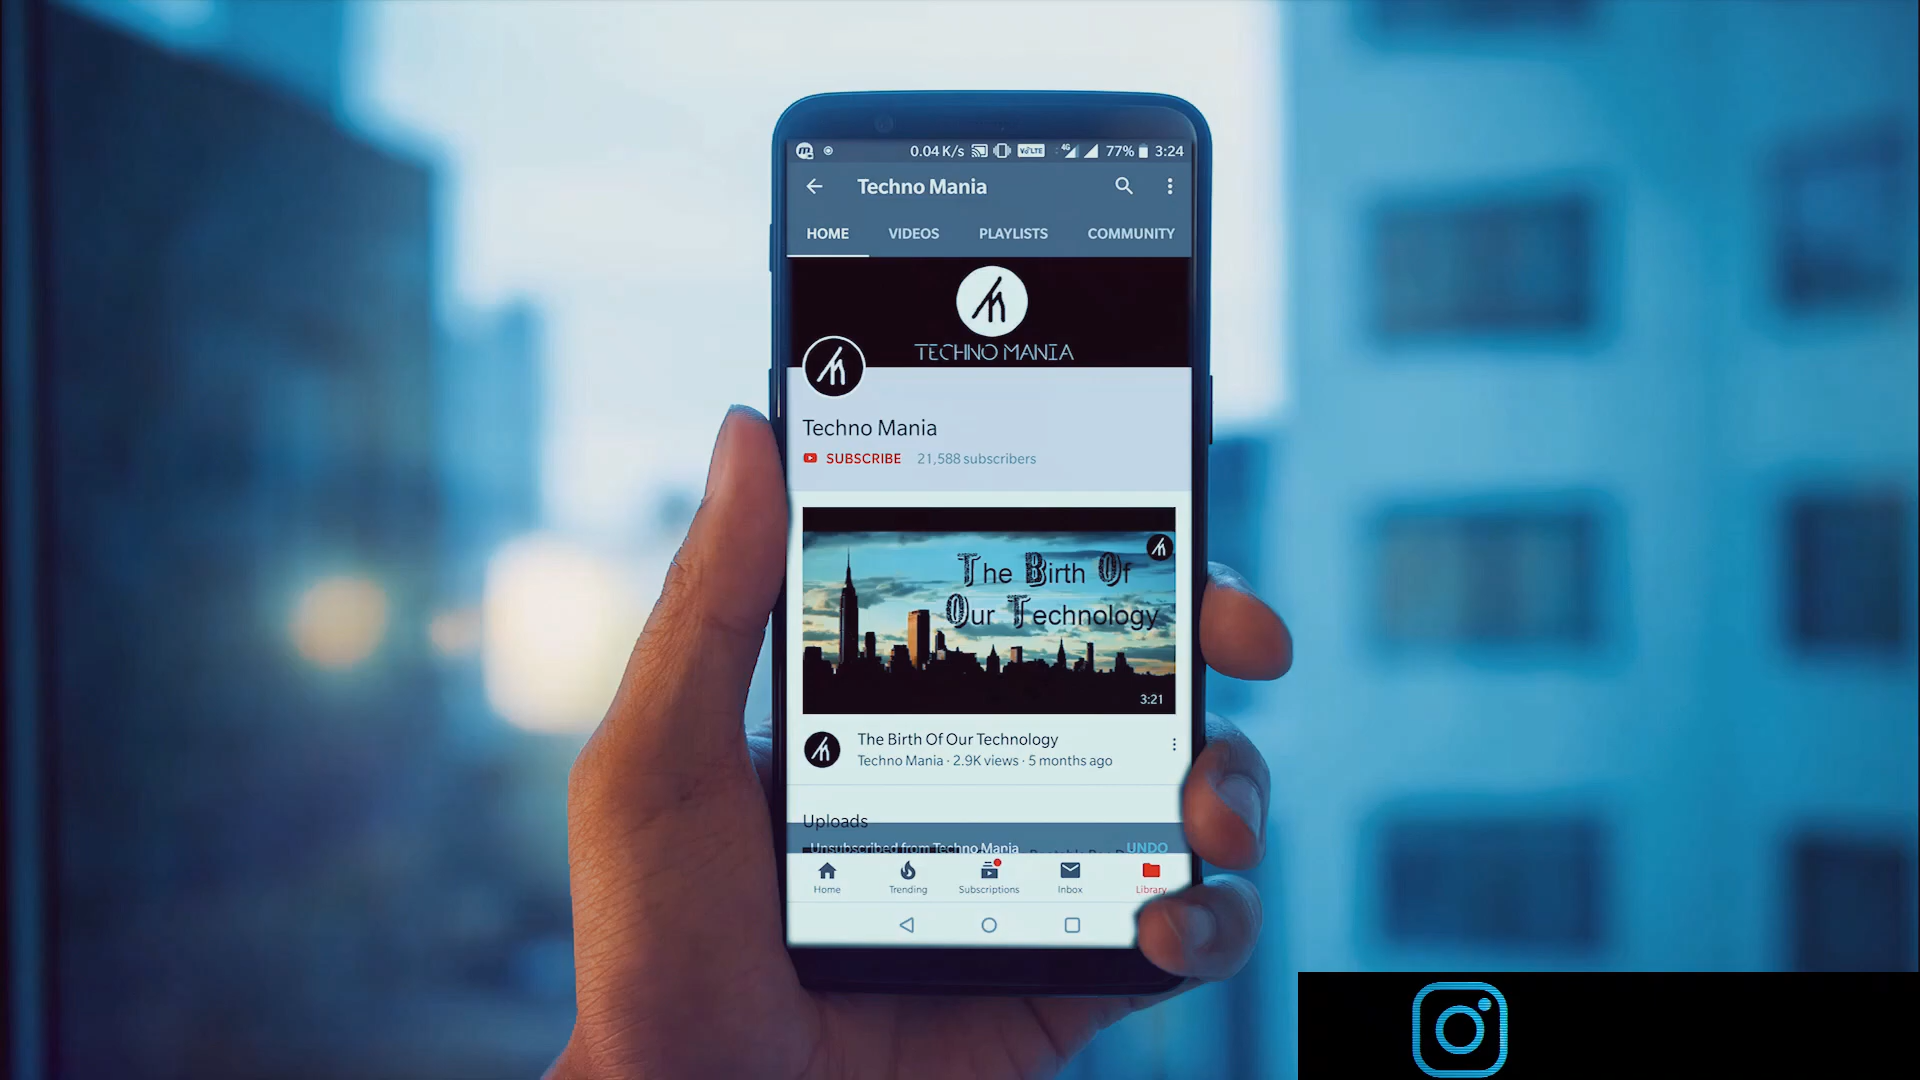 0.04 K/s VoLTE 4G 77% 3:24
Techno Mania
HOME VIDEOS PLAYLISTS COMMUNITY
TECHNO MANIA
Techno Mania
SUBSCRIBE 21,588 subscribers
The Birth Of
Our Technology
3:21
The Birth Of Our Technology
Techno Mania · 2.9K views · 5 months ago
Uploads
Unsubscribed from Techno Mania UNDO
Home Trending Subscriptions Inbox Library